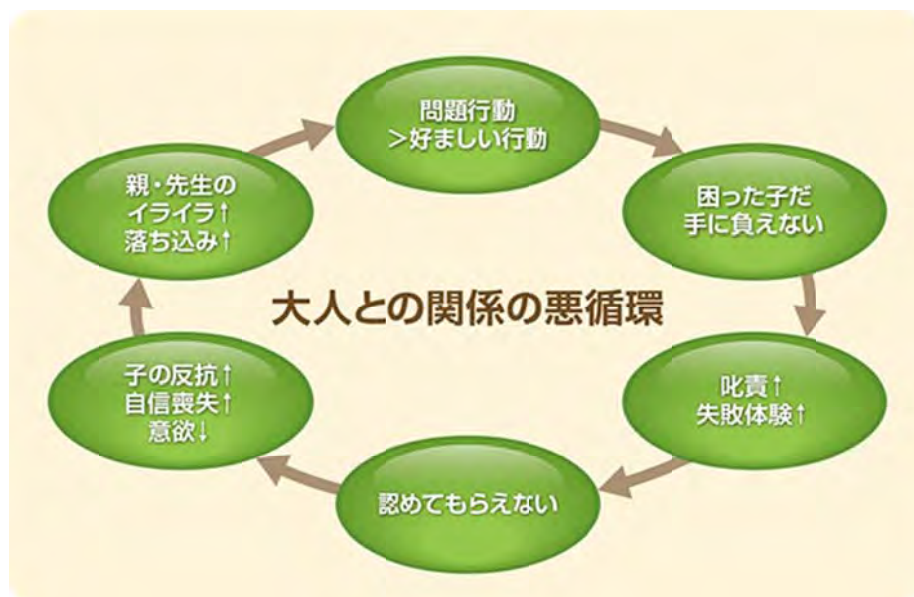 問題行動
>好ましい行動
困った子だ
手に負えない
叱責↑
失敗体験↑
認めてもらえない
子の反抗↑
自信喪失↑
意欲↓
親・先生の
イライラ↑
落ち込み↑
大人との関係の悪循環